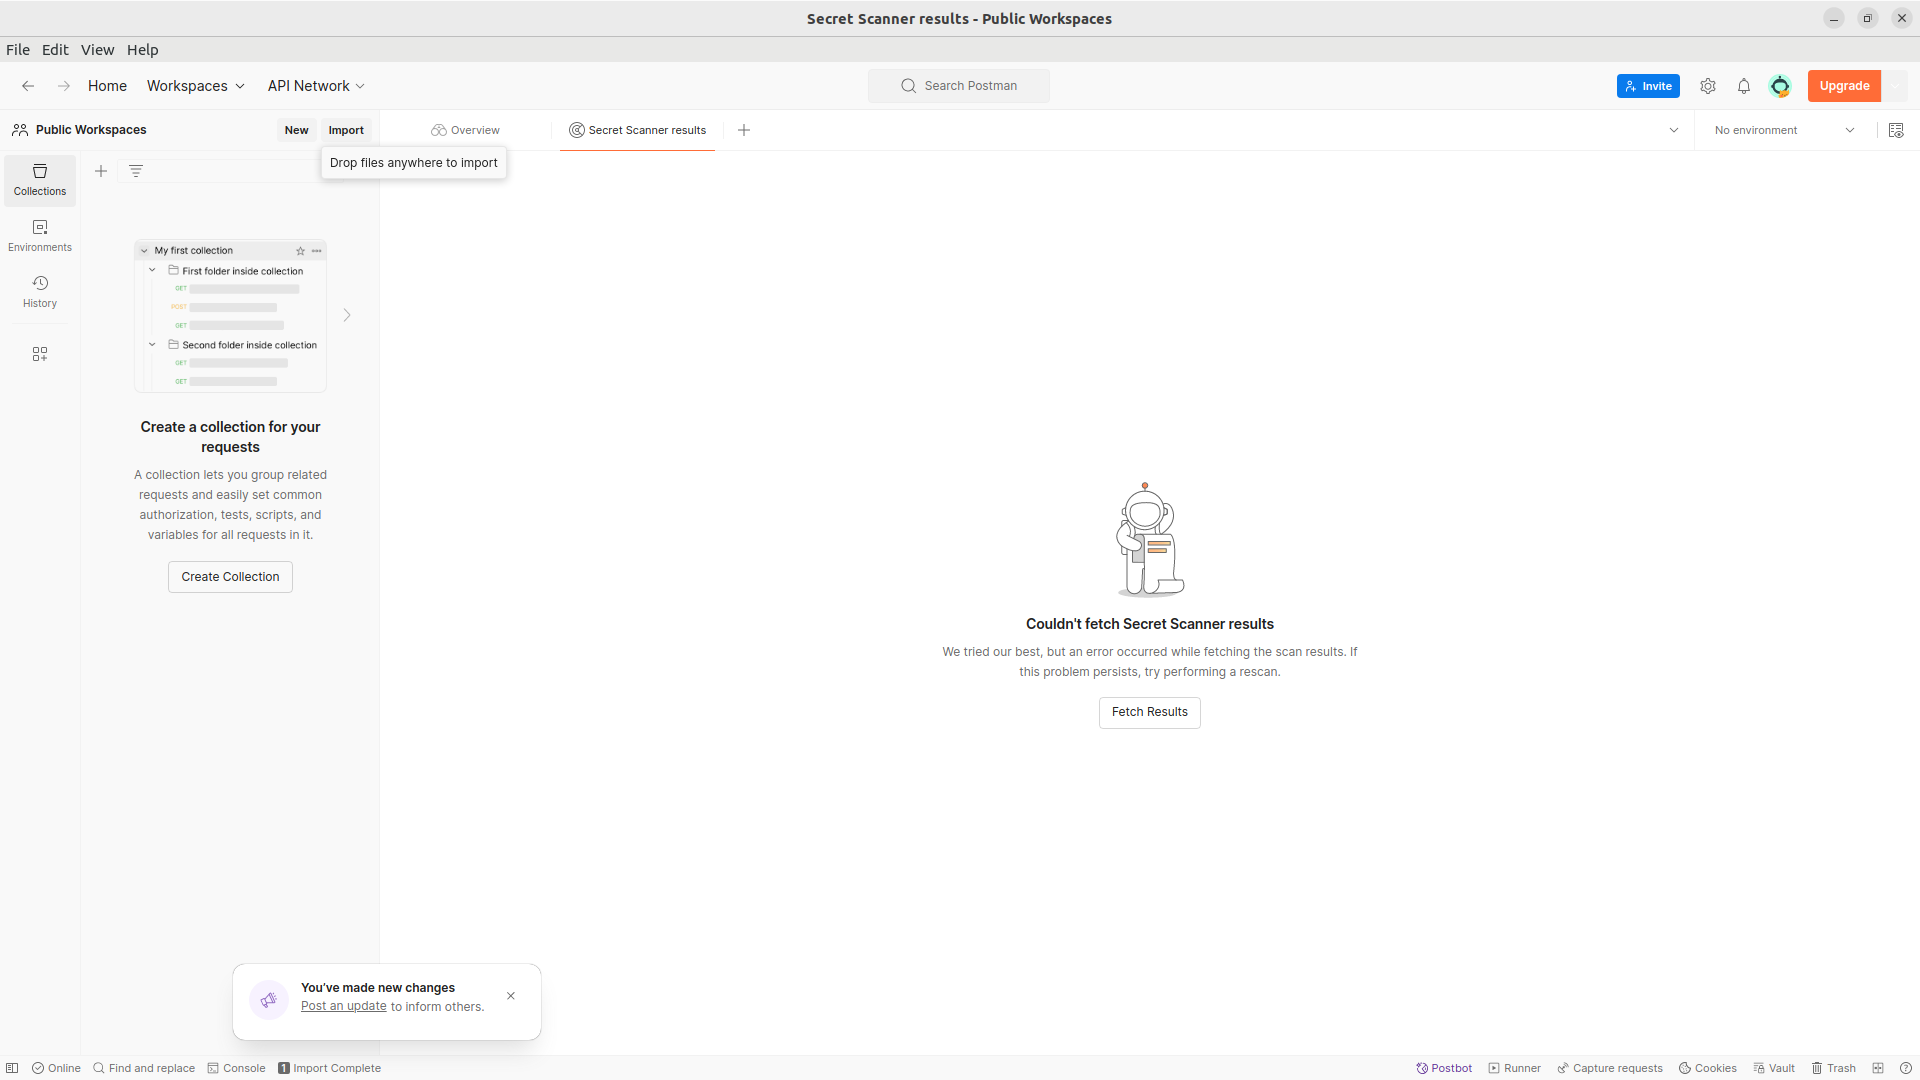 Secret Scanner results - Public Workspaces
File Edit View Help
Home Workspaces API Network Search Postman Invite Upgrade
Public Workspaces New Import Overview Secret Scanner results No environment
Drop files anywhere to import
Collections
Environments
History
My first collection
First folder inside collection
GET
POST
GET
Second folder inside collection
GET
GET
Create a collection for your
requests
A collection lets you group related
requests and easily set common
authorization, tests, scripts, and
variables for all requests in it.
Create Collection
Couldn't fetch Secret Scanner results
We tried our best, but an error occurred while fetching the scan results. If
this problem persists, try performing a rescan.
Fetch Results
You've made new changes
Post an update to inform others.
Online Find and replace Console 1 Import Complete Postbot Runner Capture requests Cookies Vault Trash